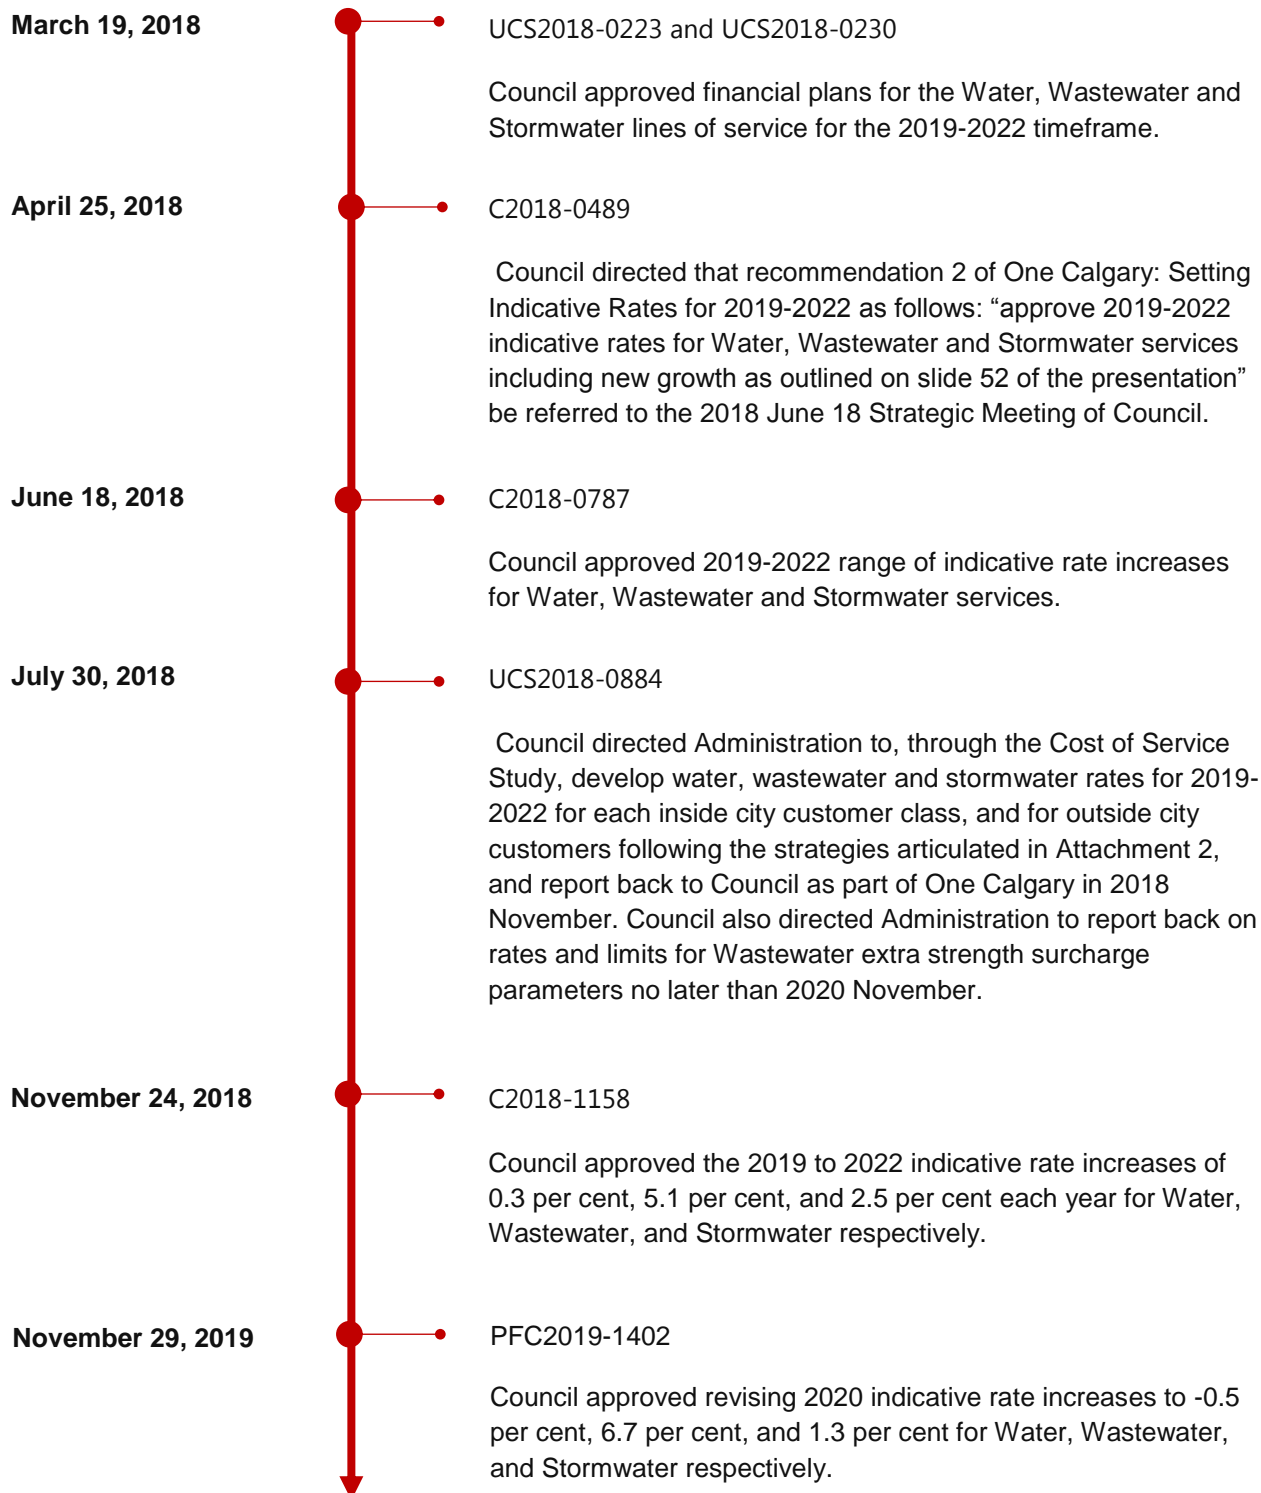 March 19, 2018
UCS2018-0223 and UCS2018-0230
Council approved financial plans for the Water, Wastewater and
Stormwater lines of service for the 2019-2022 timeframe.
April 25, 2018
C2018-0489
Council directed that recommendation 2 of One Calgary: Setting
Indicative Rates for 2019-2022 as follows: “approve 2019-2022
indicative rates for Water, Wastewater and Stormwater services
including new growth as outlined on slide 52 of the presentation”
be referred to the 2018 June 18 Strategic Meeting of Council.
June 18, 2018
C2018-0787
Council approved 2019-2022 range of indicative rate increases
for Water, Wastewater and Stormwater services.
July 30, 2018
UCS2018-0884
Council directed Administration to, through the Cost of Service
Study, develop water, wastewater and stormwater rates for 2019-
2022 for each inside city customer class, and for outside city
customers following the strategies articulated in Attachment 2,
and report back to Council as part of One Calgary in 2018
November. Council also directed Administration to report back on
rates and limits for Wastewater extra strength surcharge
parameters no later than 2020 November.
November 24, 2018
C2018-1158
Council approved the 2019 to 2022 indicative rate increases of
0.3 per cent, 5.1 per cent, and 2.5 per cent each year for Water,
Wastewater, and Stormwater respectively.
November 29, 2019
PFC2019-1402
Council approved revising 2020 indicative rate increases to -0.5
per cent, 6.7 per cent, and 1.3 per cent for Water, Wastewater,
and Stormwater respectively.